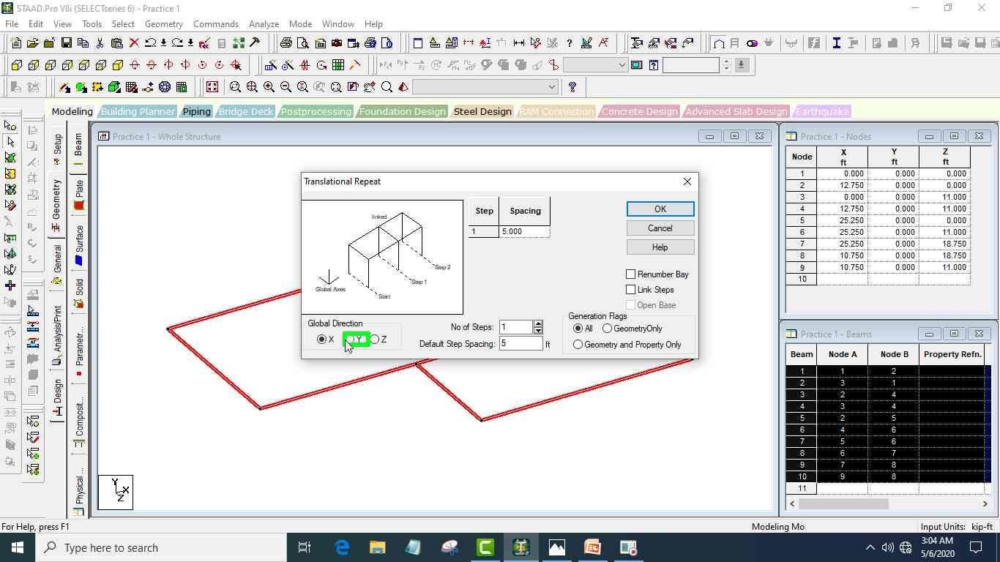 STAAD.Pro V8i (SELECTseries 6) - Practice 1
File Edit View Tools Select Geometry Commands Analyze Mode Window Help
Modeling Building Planner Piping Bridge Deck Postprocessing Foundation Design Steel Design RAM Connection Concrete Design Advanced Slab Design Earthquake
Setup
Geometry
General
Analysis/Print
Design
Beam
Plate
Surface
Solid
Parametr...
Composit...
Physical ...
Practice 1 - Whole Structure
Translational Repeat
linked
Step 2
Step 1
Start
Global Axes
Step Spacing
1 5.000
OK
Cancel
Help
Renumber Bay
Link Steps
Open Base
Global Direction
X Y Z
No of Steps: 1
Default Step Spacing: 5 ft
Generation Flags
All GeometryOnly
Geometry and Property Only
Y
X
Z
Practice 1 - Nodes
Node X ft Y ft Z ft
1 0.000 0.000 0.000
2 12.750 0.000 0.000
3 0.000 0.000 11.000
4 12.750 0.000 11.000
5 25.250 0.000 0.000
6 25.250 0.000 11.000
7 25.250 0.000 18.750
8 10.750 0.000 18.750
9 10.750 0.000 11.000
10
Practice 1 - Beams
Beam Node A Node B Property Refn.
1 1 2
2 3 1
3 2 4
4 3 4
5 2 5
6 4 6
7 5 6
8 6 7
9 7 8
10 9 8
11
For Help, press F1
Modeling Mo
Input Units: kip-ft
Type here to search
3:04 AM
5/6/2020